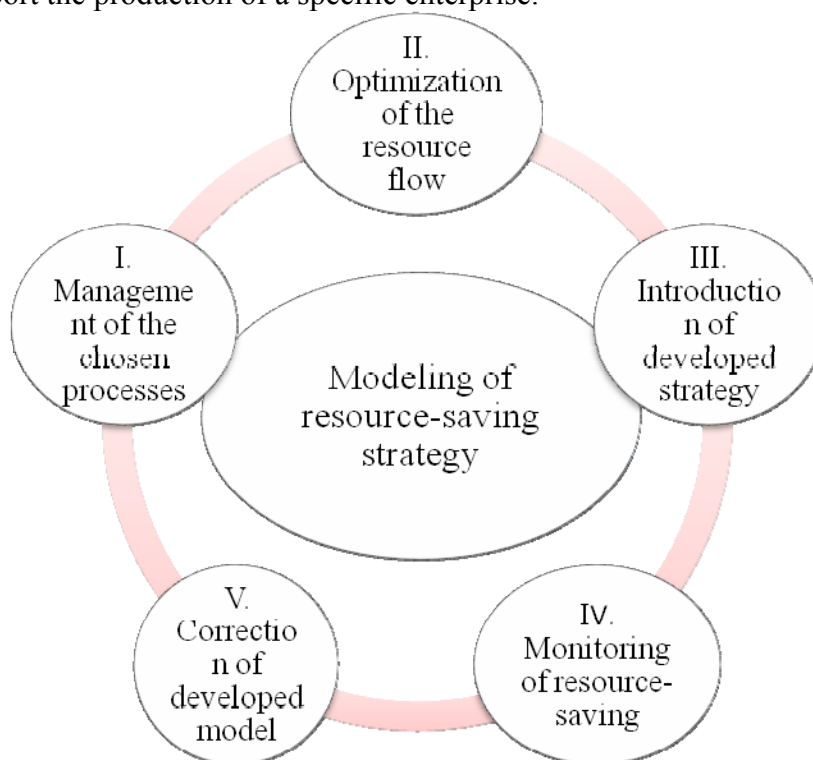 ort the production of a specific enterprise.
II.
Optimization
of the
resource
flow
I.
Manageme
nt of the
chosen
processes
III.
Introductio
n of
developed
strategy
Modeling of
resource-saving
strategy
V.
Correctio
n of
developed
model
IV.
Monitoring
of resource-
saving